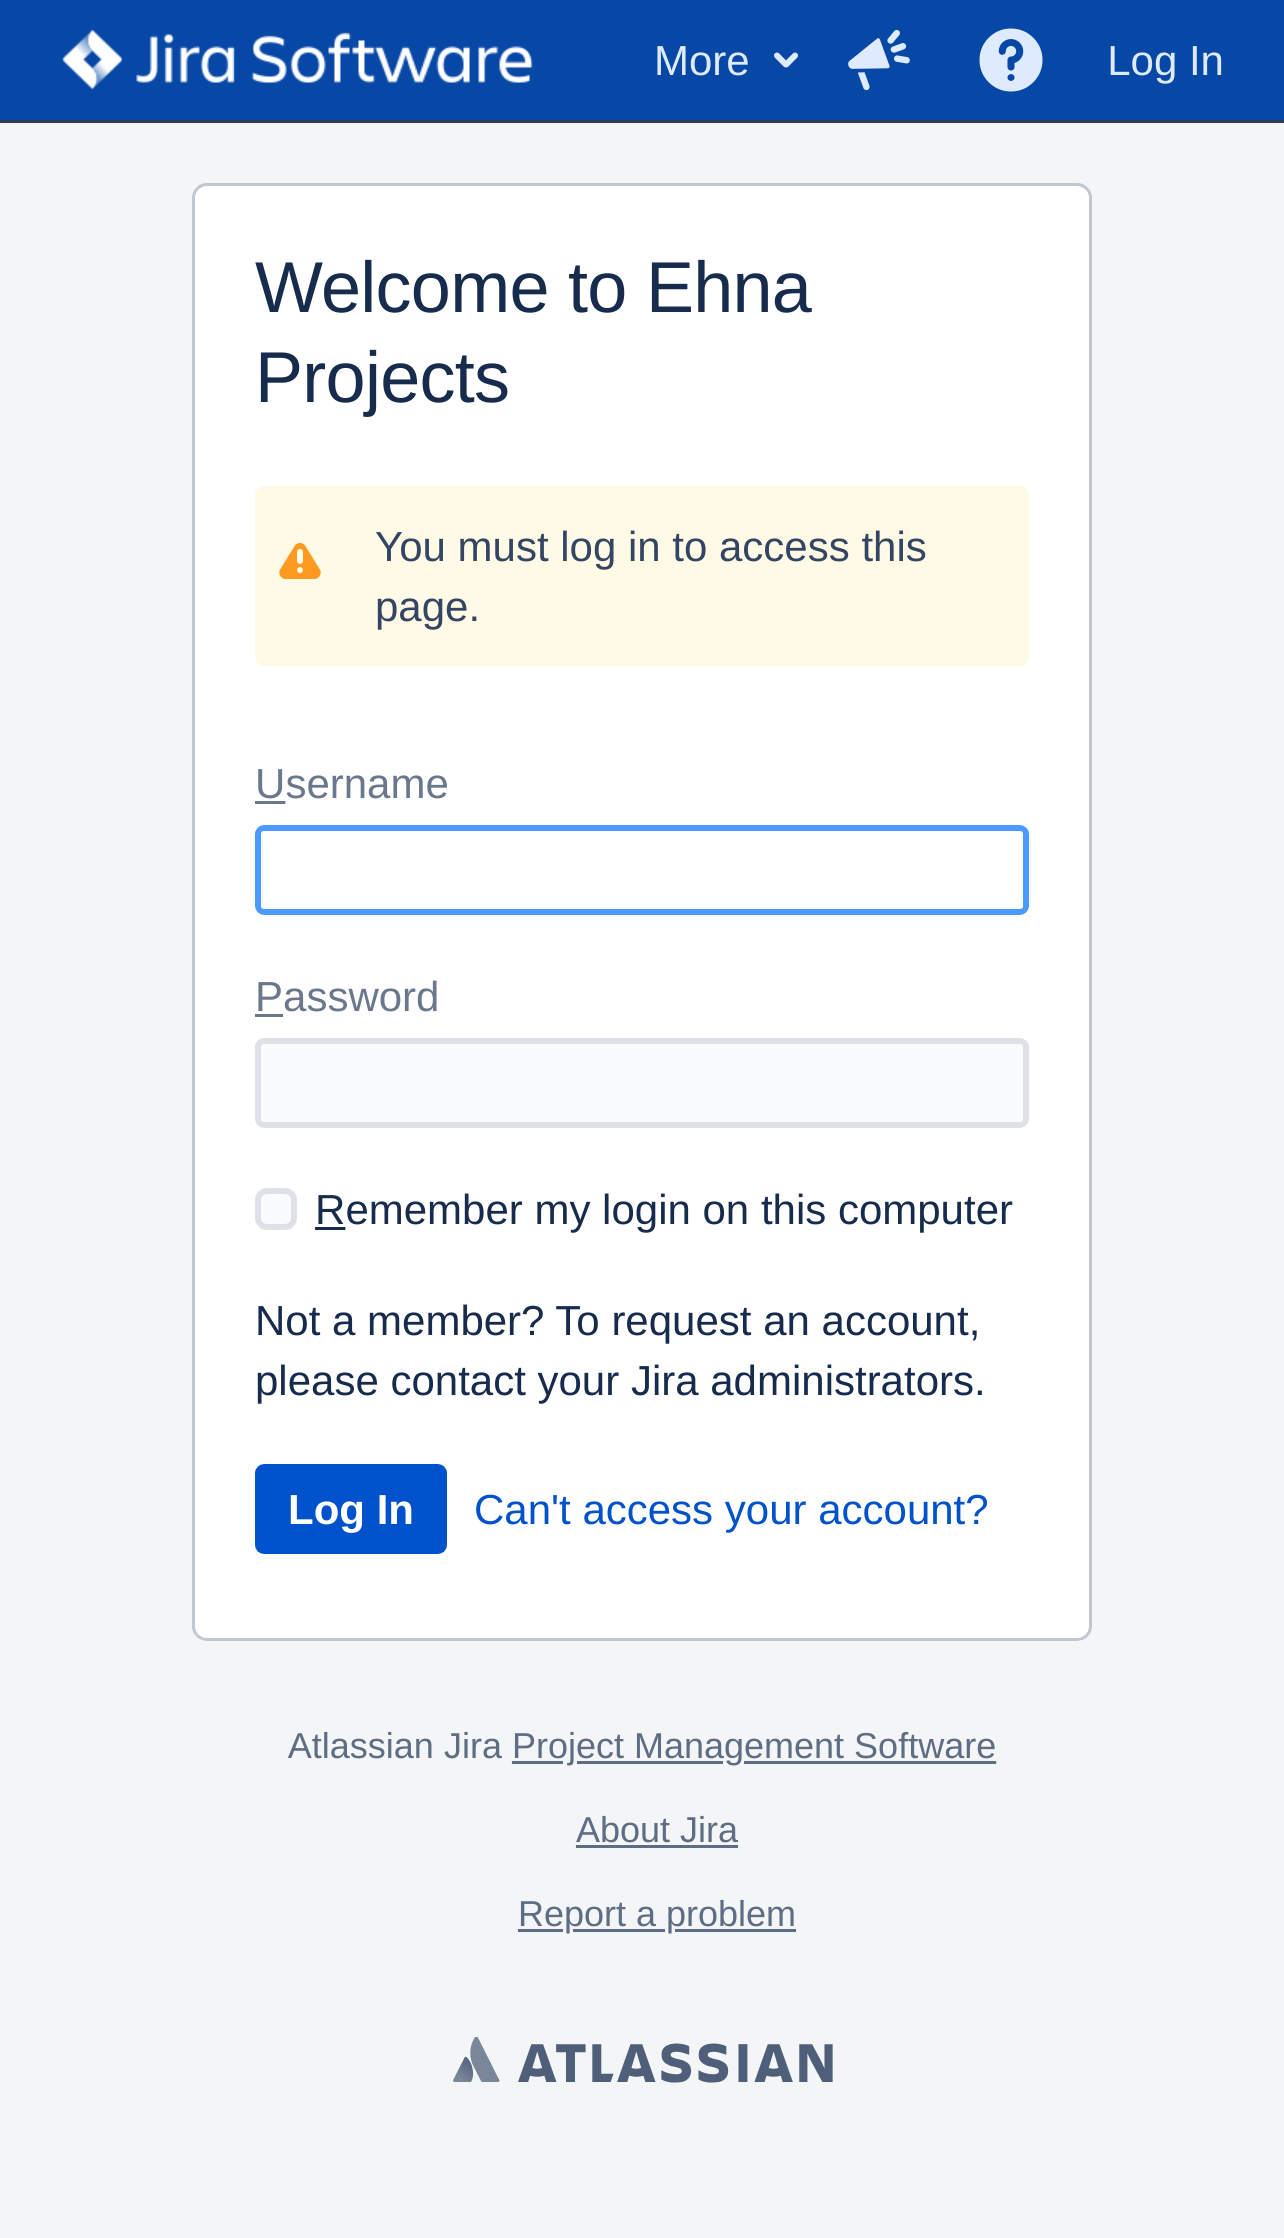 Jira Software More Log In
Welcome to Ehna
Projects
You must log in to access this
page.
Username
Password
Remember my login on this computer
Not a member? To request an account,
please contact your Jira administrators.
Log In Can't access your account?
Atlassian Jira Project Management Software
About Jira
Report a problem
ATLASSIAN